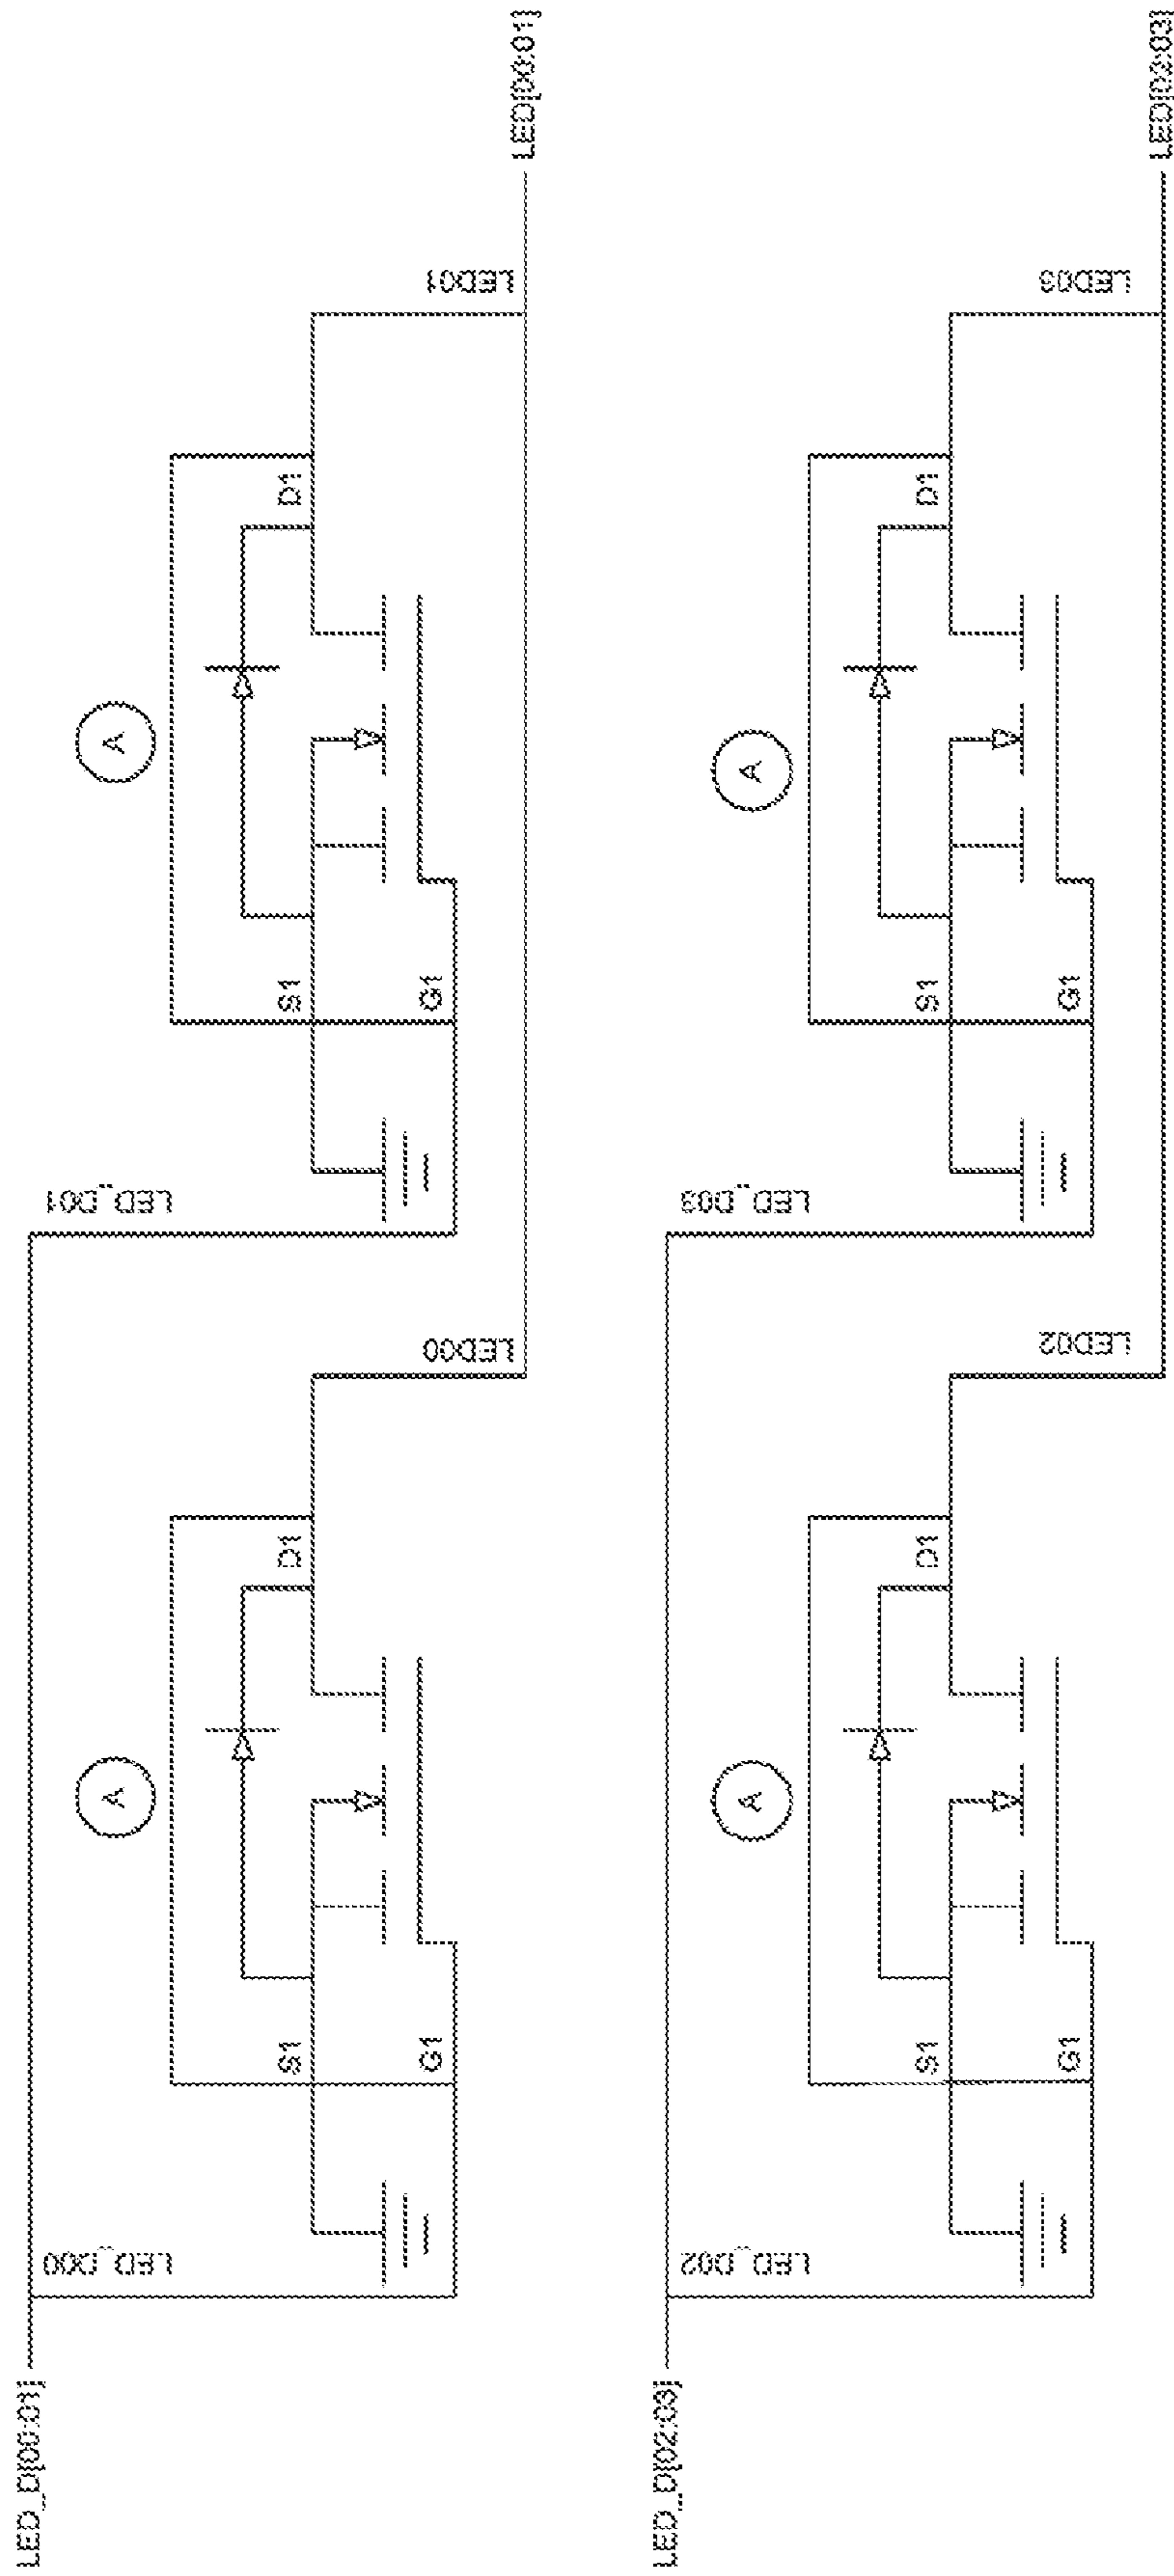 LED_D[00:01]
LED_D00
A
S1
G1
D1
LED00
LED_D01
A
S1
G1
D1
LED01
LED[00:01]
LED_D[02:03]
LED_D02
A
S1
G1
D1
LED02
LED_D03
A
S1
G1
D1
LED03
LED[02:03]